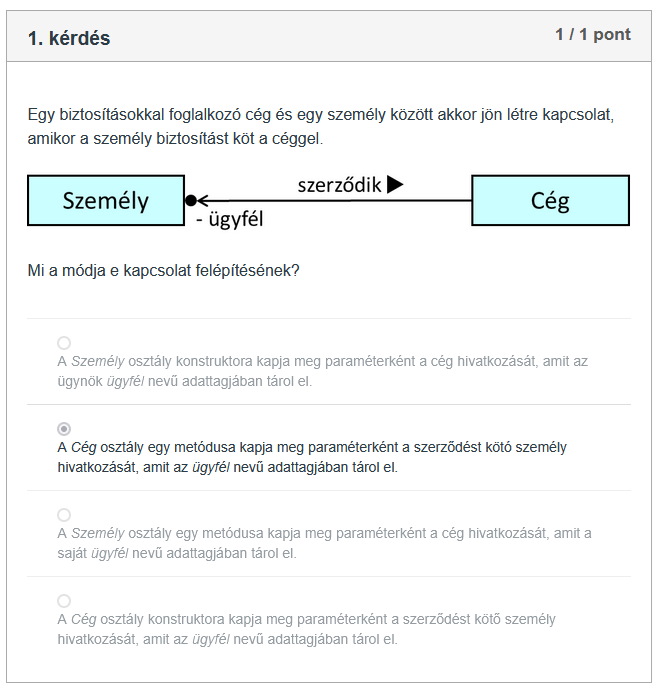 1. kérdés
1 / 1 pont
Egy biztosításokkal foglalkozó cég és egy személy között akkor jön létre kapcsolat,
amikor a személy biztosítást köt a céggel.
szerződik ▶
Személy
Cég
- ügyfél
Mi a módja e kapcsolat felépítésének?
A Személy osztály konstruktora kapja meg paraméterként a cég hivatkozását, amit az
ügynök ügyfél nevű adattagjában tárol el.
A Cég osztály egy metódusa kapja meg paraméterként a szerződést kötó személy
hivatkozását, amit az ügyfél nevű adattagjában tárol el.
A Személy osztály egy metódusa kapja meg paraméterként a cég hivatkozását, amit a
saját ügyfél nevű adattagjában tárol el.
A Cég osztály konstruktora kapja meg paraméterként a szerződést kötő személy
hivatkozását, amit az ügyfél nevű adattagjában tárol el.